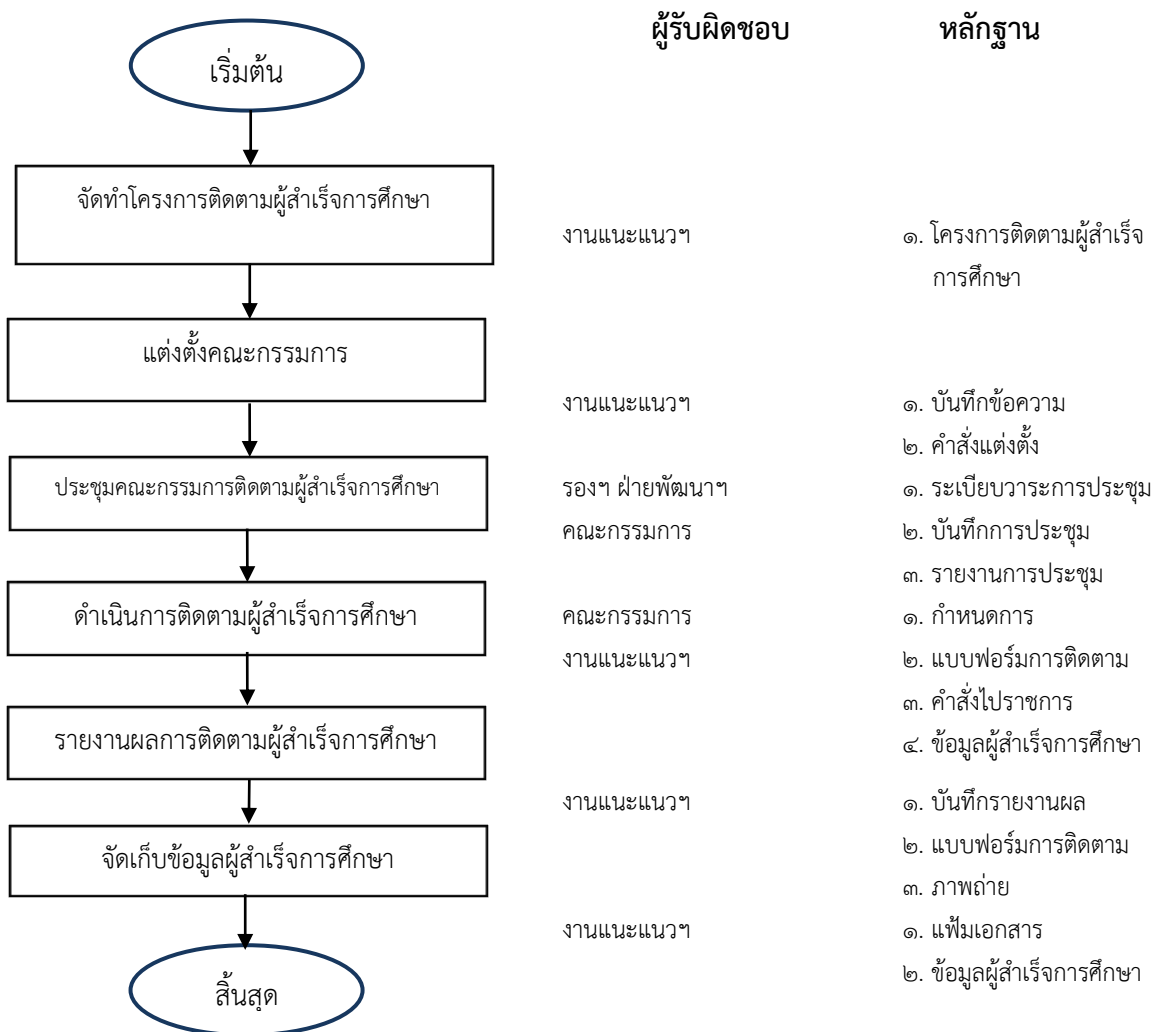 ผู้รับผิดชอบ หลักฐาน
เริ่มต้น
จัดทำโครงการติดตามผู้สำเร็จการศึกษา
งานแนะแนวฯ ๑. โครงการติดตามผู้สำเร็จ
การศึกษา
แต่งตั้งคณะกรรมการ
งานแนะแนวฯ ๑. บันทึกข้อความ
๒. คำสั่งแต่งตั้ง
ประชุมคณะกรรมการติดตามผู้สำเร็จการศึกษา รองฯ ฝ่ายพัฒนาฯ ๑. ระเบียบวาระการประชุม
คณะกรรมการ ๒. บันทึกการประชุม
๓. รายงานการประชุม
ดำเนินการติดตามผู้สำเร็จการศึกษา คณะกรรมการ ๑. กำหนดการ
งานแนะแนวฯ ๒. แบบฟอร์มการติดตาม
๓. คำสั่งไปราชการ
รายงานผลการติดตามผู้สำเร็จการศึกษา ๔. ข้อมูลผู้สำเร็จการศึกษา
งานแนะแนวฯ ๑. บันทึกรายงานผล
จัดเก็บข้อมูลผู้สำเร็จการศึกษา ๒. แบบฟอร์มการติดตาม
๓. ภาพถ่าย
งานแนะแนวฯ ๑. แฟ้มเอกสาร
๒. ข้อมูลผู้สำเร็จการศึกษา
สิ้นสุด